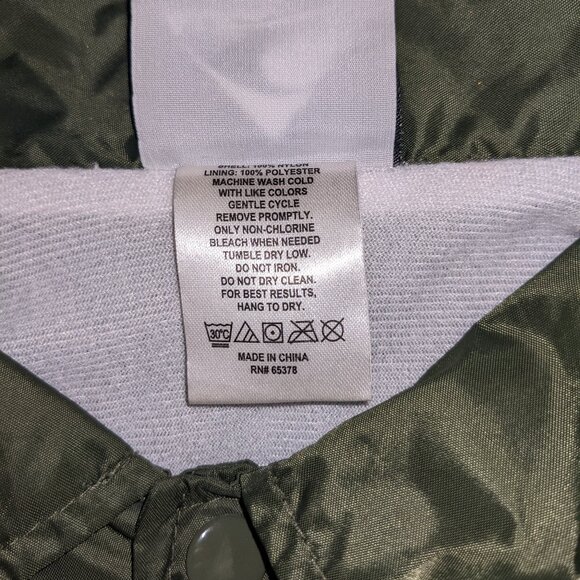 SHELL: 100% NYLON
LINING: 100% POLYESTER
MACHINE WASH COLD
WITH LIKE COLORS
GENTLE CYCLE
REMOVE PROMPTLY.
ONLY NON-CHLORINE
BLEACH WHEN NEEDED
TUMBLE DRY LOW.
DO NOT IRON.
DO NOT DRY CLEAN.
FOR BEST RESULTS,
HANG TO DRY.
30°C
MADE IN CHINA
RN# 65378